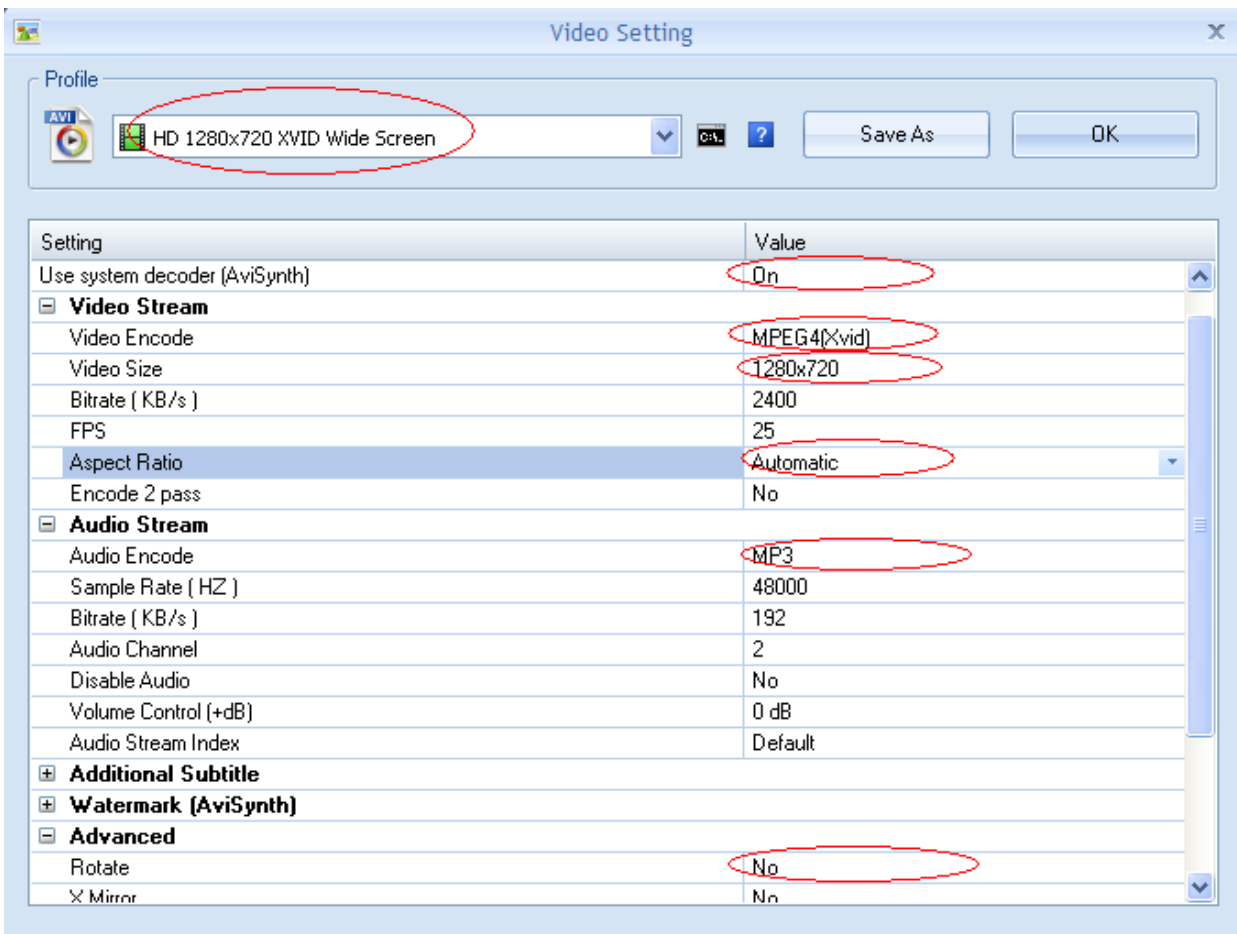 Video Setting
Profile
AVI
HD 1280x720 XVID Wide Screen
C:\.
?
Save As
OK
Setting Value
Use system decoder (AviSynth) On
Video Stream
Video Encode MPEG4(Xvid)
Video Size 1280x720
Bitrate ( KB/s ) 2400
FPS 25
Aspect Ratio Automatic
Encode 2 pass No
Audio Stream
Audio Encode MP3
Sample Rate ( HZ ) 48000
Bitrate ( KB/s ) 192
Audio Channel 2
Disable Audio No
Volume Control (+dB) 0 dB
Audio Stream Index Default
Additional Subtitle
Watermark (AviSynth)
Advanced
Rotate No
X Mirror No